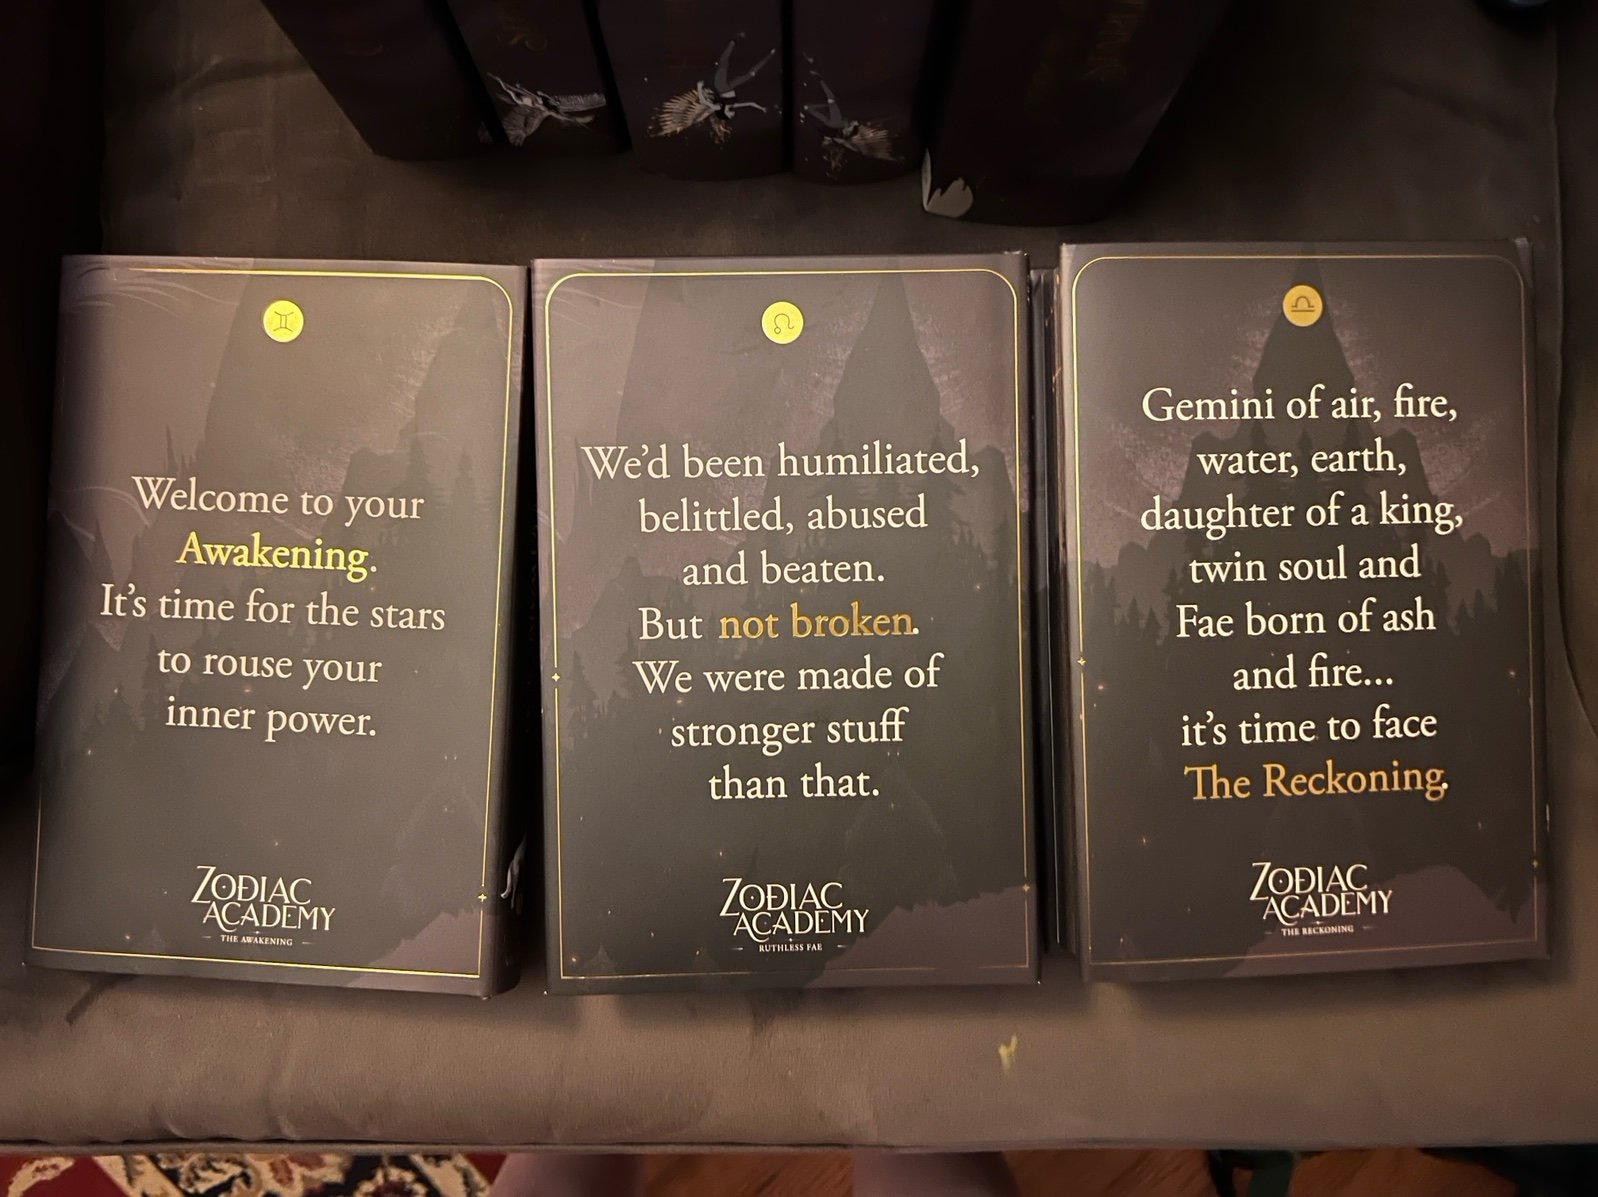 Welcome to your
Awakening.
It's time for the stars
to rouse your
inner power.
ZODIAC
ACADEMY
THE AWAKENING
We'd been humiliated,
belittled, abused
and beaten.
But not broken.
We were made of
stronger stuff
than that.
ZODIAC
ACADEMY
RUTHLESS FAE
Gemini of air, fire,
water, earth,
daughter of a king,
twin soul and
Fae born of ash
and fire...
it's time to face
The Reckoning.
ZODIAC
ACADEMY
THE RECKONING